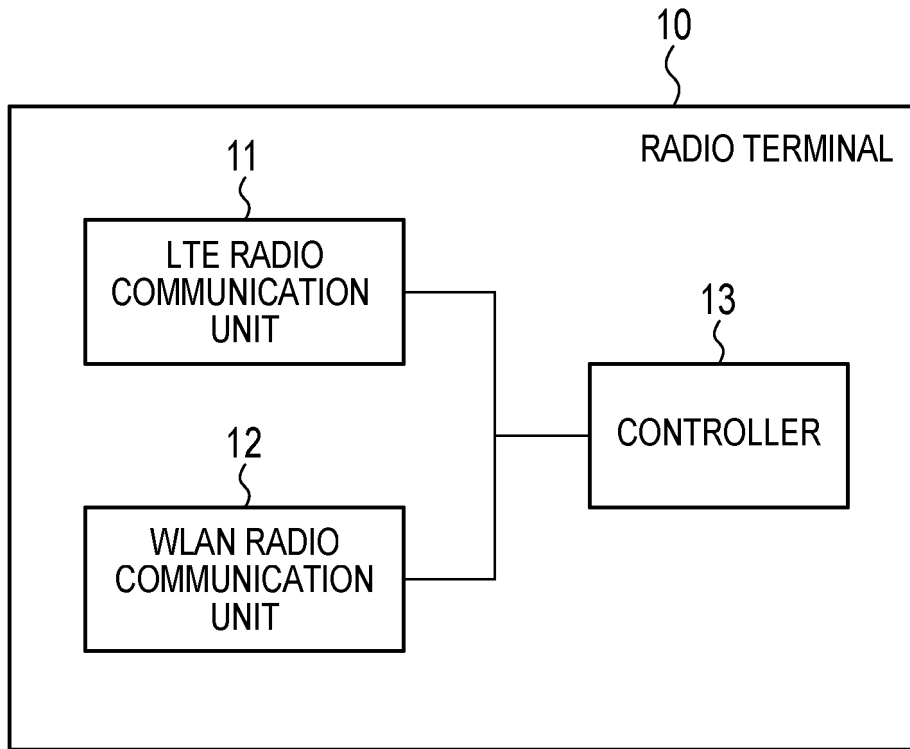 10
RADIO TERMINAL
11
LTE RADIO
COMMUNICATION
UNIT
13
CONTROLLER
12
WLAN RADIO
COMMUNICATION
UNIT